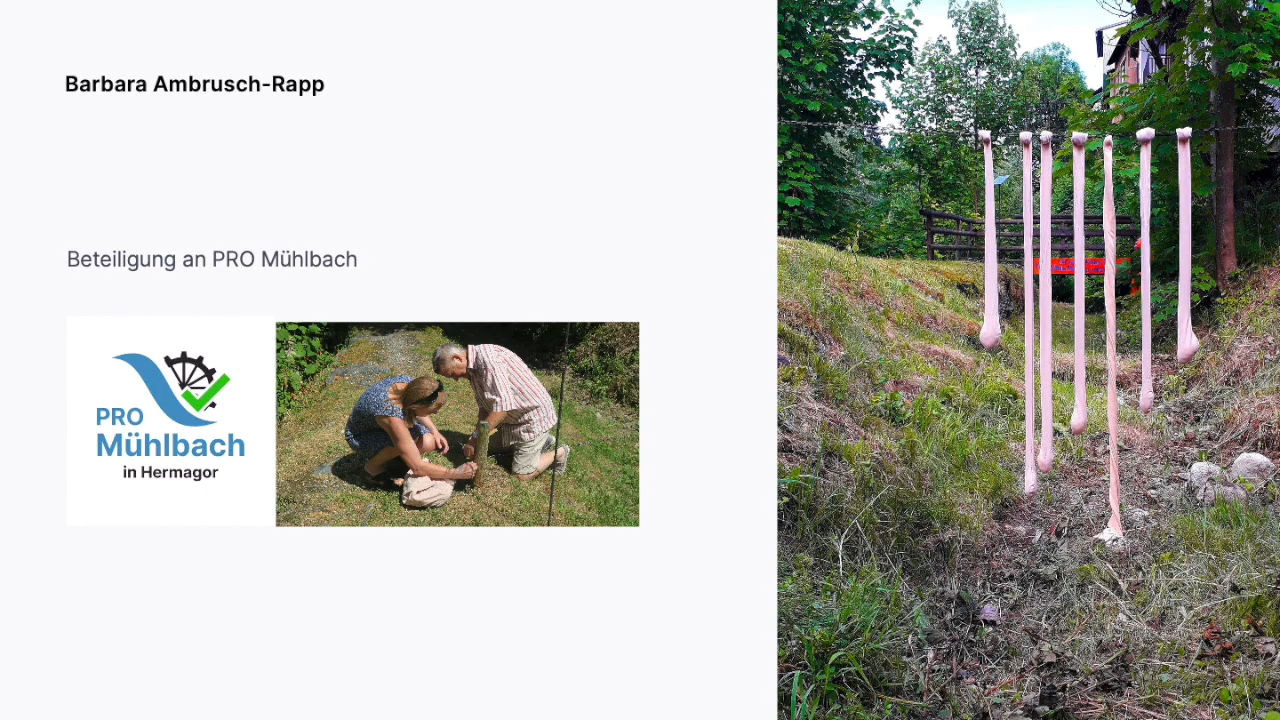 Barbara Ambrusch-Rapp
Beteiligung an PRO Mühlbach
PRO
Mühlbach
in Hermagor